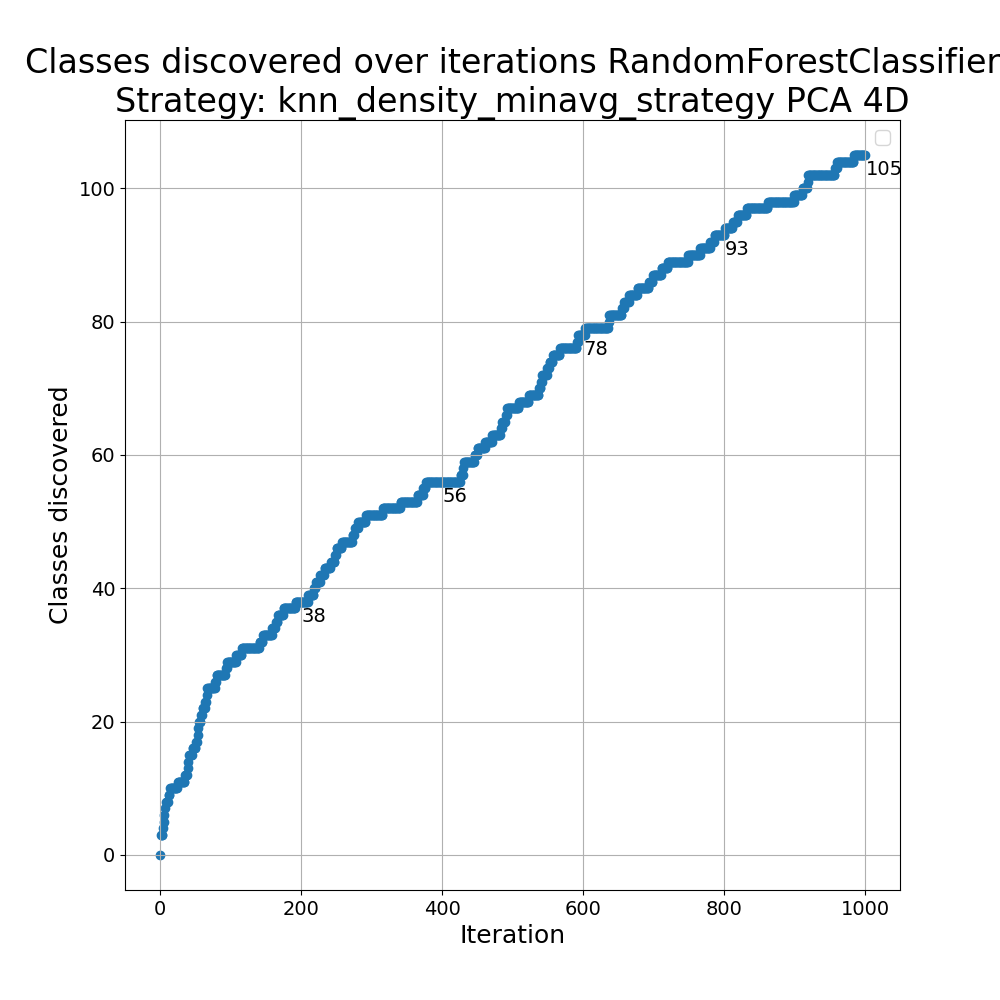 Classes discovered over iterations RandomForestClassifier
Strategy: knn_density_minavg_strategy PCA 4D
105
100
93
80
78
60
56
40
38
20
0
Classes discovered
0 200 400 600 800 1000
Iteration